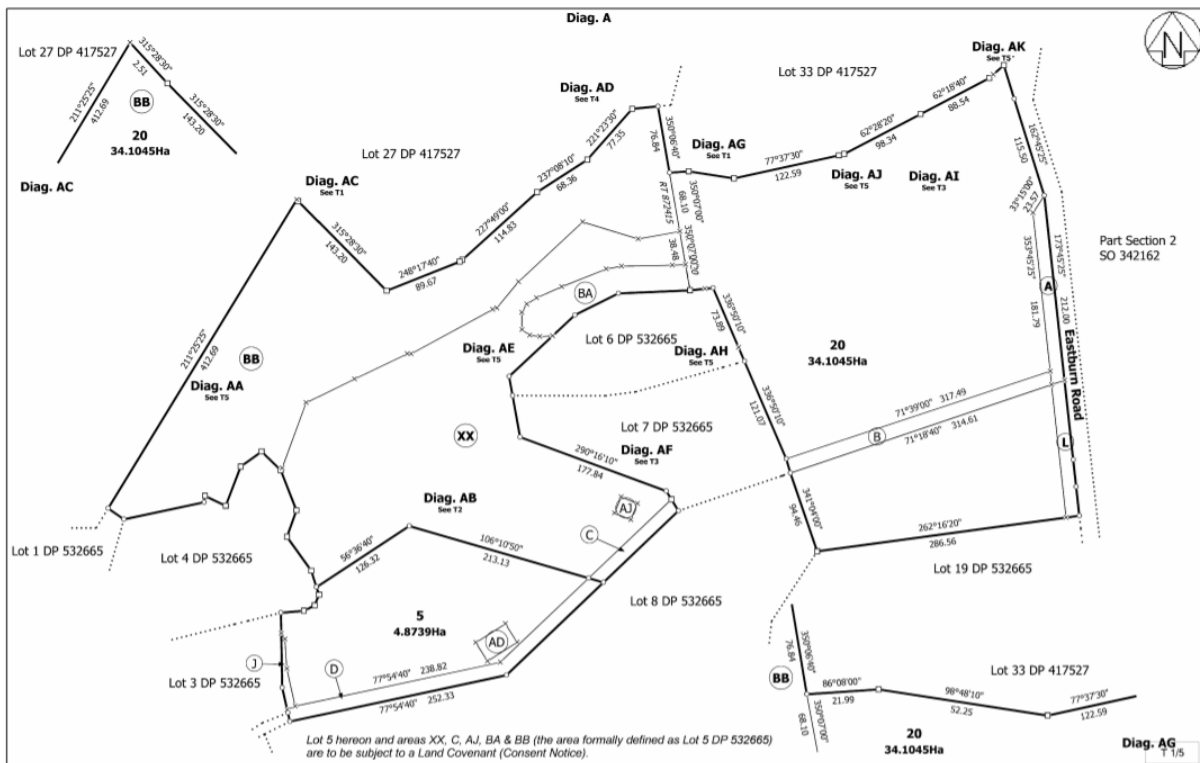 Diag. A
Lot 27 DP 417527
315°28'30"
2.51
315°28'30"
143.20
211°25'25"
412.69
BB
20
34.1045Ha
Diag. AC
Diag. AD
See T4
Lot 33 DP 417527
Diag. AK
See T5
N
Lot 27 DP 417527
221°23'30"
77.35
350°06'40"
76.84
Diag. AG
See T1
62°18'40"
88.54
62°28'20"
98.34
77°37'30"
122.59
Diag. AJ
See T5
Diag. AI
See T3
162°45'25"
115.50
Diag. AC
See T1
237°08'10"
68.36
RT 872415
350°07'00"
68.10
33°15'00"
23.57
Part Section 2
SO 342162
315°28'30"
143.20
227°49'00"
114.83
248°17'40"
89.67
350°07'00"
38.48
353°45'25"
181.79
173°45'25"
212.00
A
Eastburn Road
211°25'25"
412.69
BB
Diag. AA
See T5
BA
Lot 6 DP 532665
336°50'10"
73.89
20
34.1045Ha
Diag. AE
See T5
Diag. AH
See T5
336°50'10"
121.07
71°39'00" 317.49
B
71°18'40" 314.61
L
XX
Lot 7 DP 532665
290°16'10"
177.84
Diag. AF
See T3
341°04'00"
94.46
262°16'20"
286.56
Diag. AB
See T2
AJ
C
Lot 1 DP 532665
Lot 4 DP 532665
56°36'40"
126.32
106°10'50"
213.13
Lot 19 DP 532665
Lot 8 DP 532665
5
4.8739Ha
AD
J
D
77°54'40" 238.82
77°54'40" 252.33
Lot 3 DP 532665
350°06'40"
76.84
BB
Lot 33 DP 417527
86°08'00"
21.99
98°48'10"
52.25
77°37'30"
122.59
350°07'00"
68.10
20
34.1045Ha
Diag. AG
Lot 5 hereon and areas XX, C, AJ, BA & BB (the area formally defined as Lot 5 DP 532665)
are to be subject to a Land Covenant (Consent Notice).
T 1/5